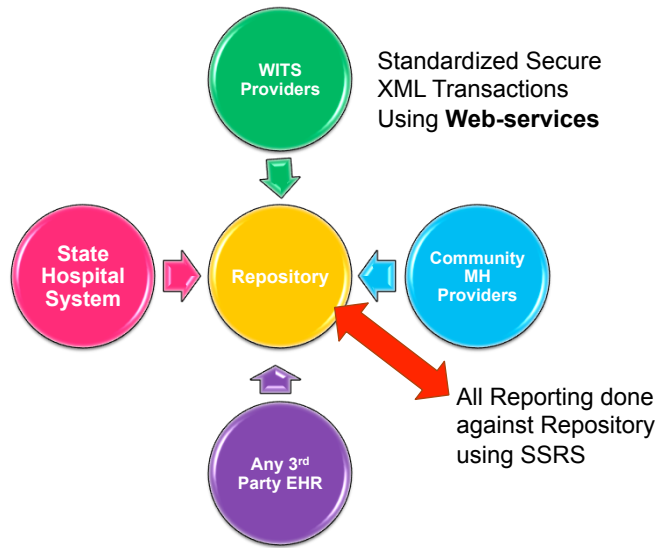 WITS
Providers
Standardized Secure
XML Transactions
Using Web-services
State
Hospital
System
Repository
Community
MH
Providers
All Reporting done
against Repository
using SSRS
Any 3rd
Party EHR